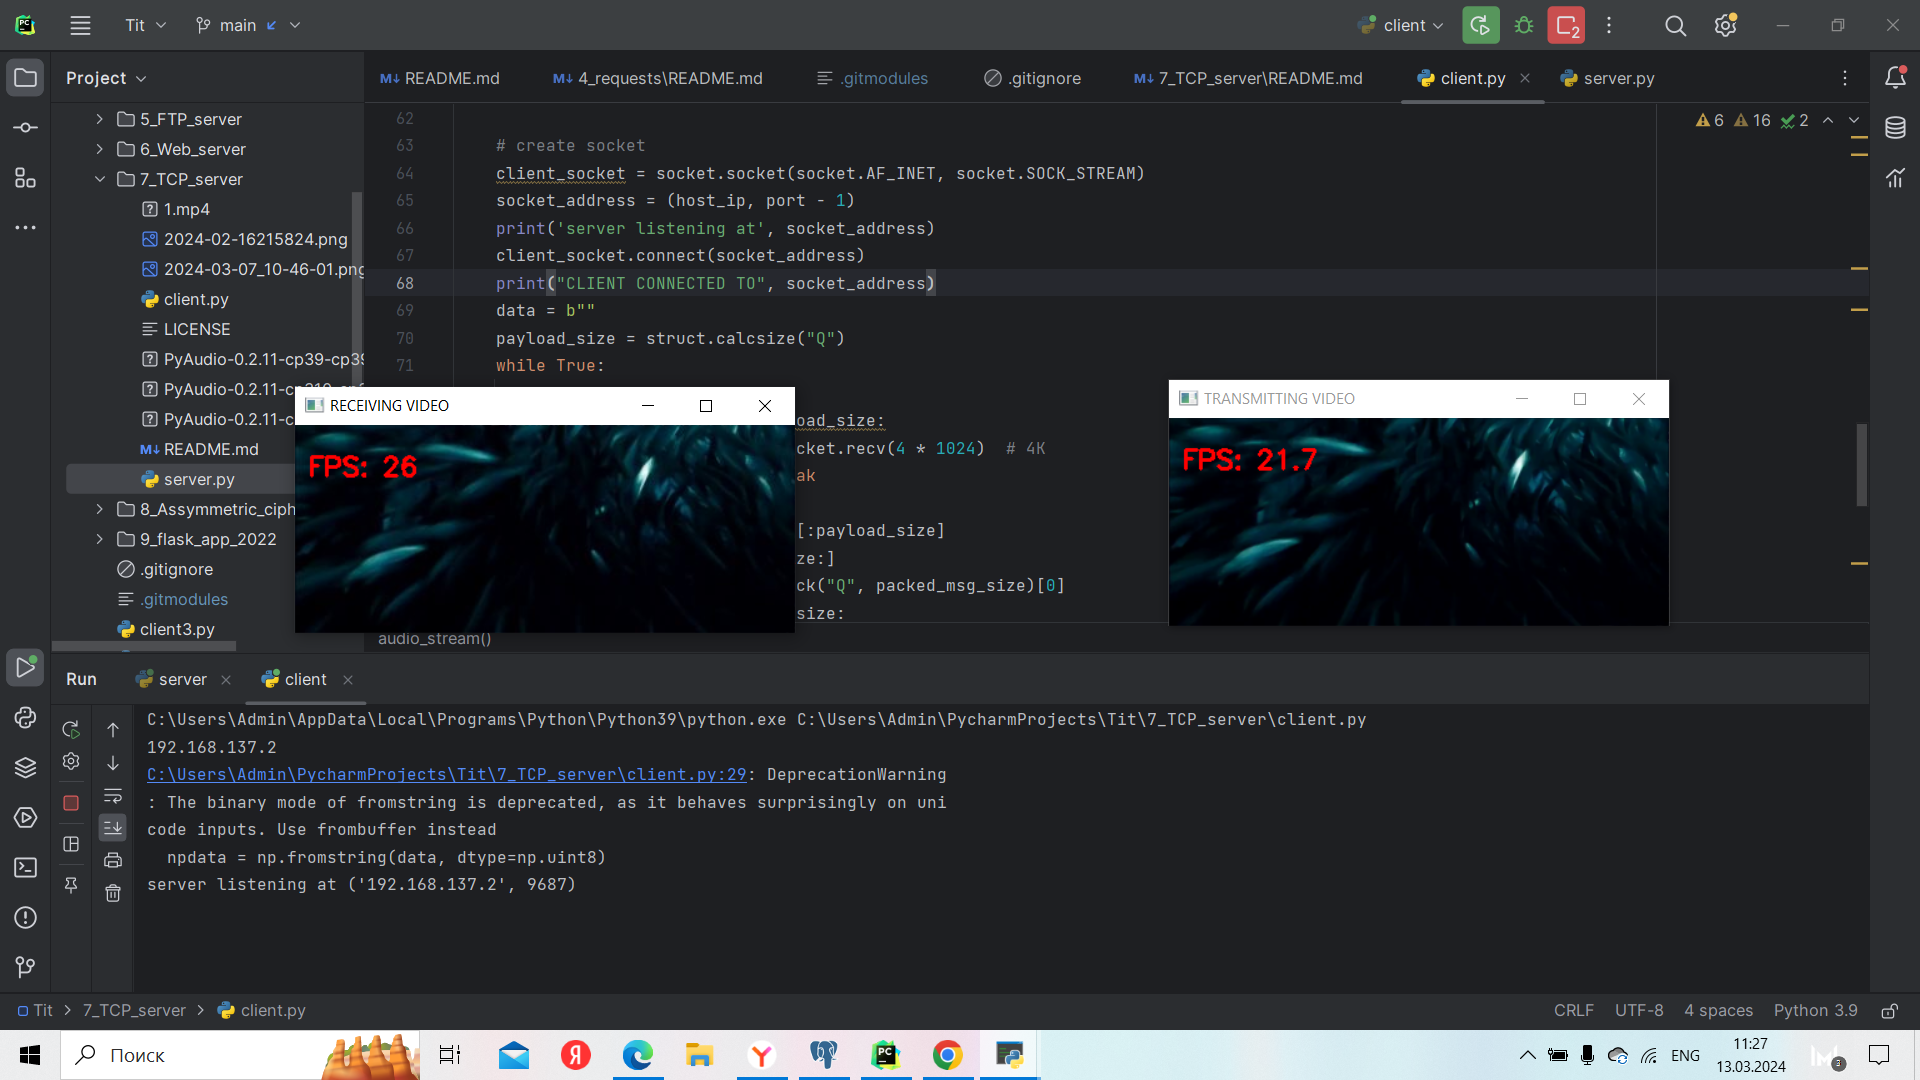 Tit
main
client
2
Project
README.md
4_requests\README.md
.gitmodules
.gitignore
7_TCP_server\README.md
client.py
server.py
5_FTP_server
6_Web_server
7_TCP_server
1.mp4
2024-02-16215824.png
2024-03-07_10-46-01.png
client.py
LICENSE
PyAudio-0.2.11-cp39-cp39
PyAudio-0.2.11-cp310-cp3
PyAudio-0.2.11-c
README.md
server.py
8_Assymmetric_ciph
9_flask_app_2022
.gitignore
.gitmodules
client3.py
6 16 2
62
63 # create socket
64 client_socket = socket.socket(socket.AF_INET, socket.SOCK_STREAM)
65 socket_address = (host_ip, port - 1)
66 print('server listening at', socket_address)
67 client_socket.connect(socket_address)
68 print("CLIENT CONNECTED TO", socket_address)
69 data = b""
70 payload_size = struct.calcsize("Q")
71 while True:
oad_size:
cket.recv(4 * 1024) # 4K
ak
[:payload_size]
ze:]
ck("Q", packed_msg_size)[0]
size:
audio_stream()
RECEIVING VIDEO
FPS: 26
TRANSMITTING VIDEO
FPS: 21.7
Run
server
client
C:\Users\Admin\AppData\Local\Programs\Python\Python39\python.exe C:\Users\Admin\PycharmProjects\Tit\7_TCP_server\client.py
192.168.137.2
C:\Users\Admin\PycharmProjects\Tit\7_TCP_server\client.py:29: DeprecationWarning
: The binary mode of fromstring is deprecated, as it behaves surprisingly on uni
code inputs. Use frombuffer instead
npdata = np.fromstring(data, dtype=np.uint8)
server listening at ('192.168.137.2', 9687)
Tit > 7_TCP_server > client.py
CRLF
UTF-8
4 spaces
Python 3.9
Поиск
ENG
11:27
13.03.2024
3